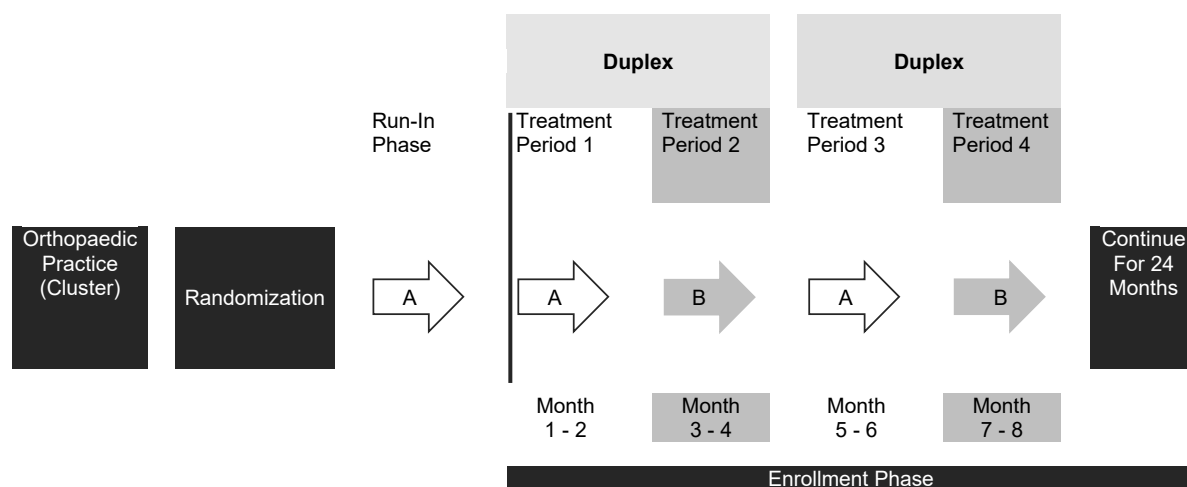 Duplex
Duplex
Run-In
Phase
Treatment
Period 1
Treatment
Period 2
Treatment
Period 3
Treatment
Period 4
Orthopaedic
Practice
(Cluster)
Randomization
A
A
B
A
B
Continue
For 24
Months
Month
1 - 2
Month
3 - 4
Month
5 - 6
Month
7 - 8
Enrollment Phase